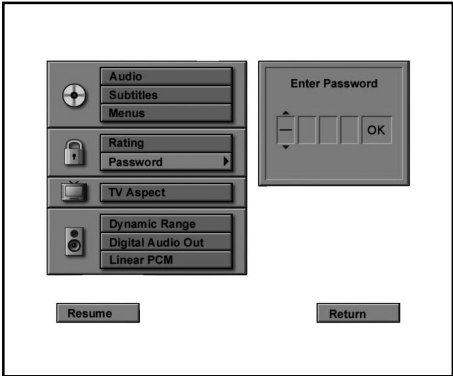 Audio
Subtitles
Menus
Rating
Password
TV Aspect
Dynamic Range
Digital Audio Out
Linear PCM
Enter Password
OK
Resume
Return